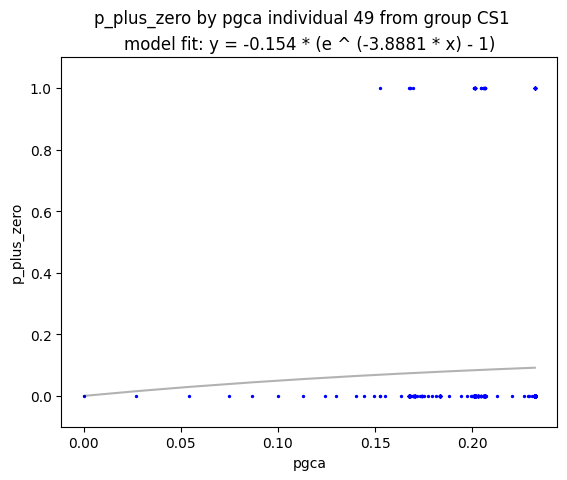 p_plus_zero by pgca individual 49 from group CS1
model fit: y = -0.154 * (e ^ (-3.8881 * x) - 1)
1.0
0.8
0.6
0.4
0.2
0.0
p_plus_zero
0.00
0.05
0.10
0.15
0.20
pgca